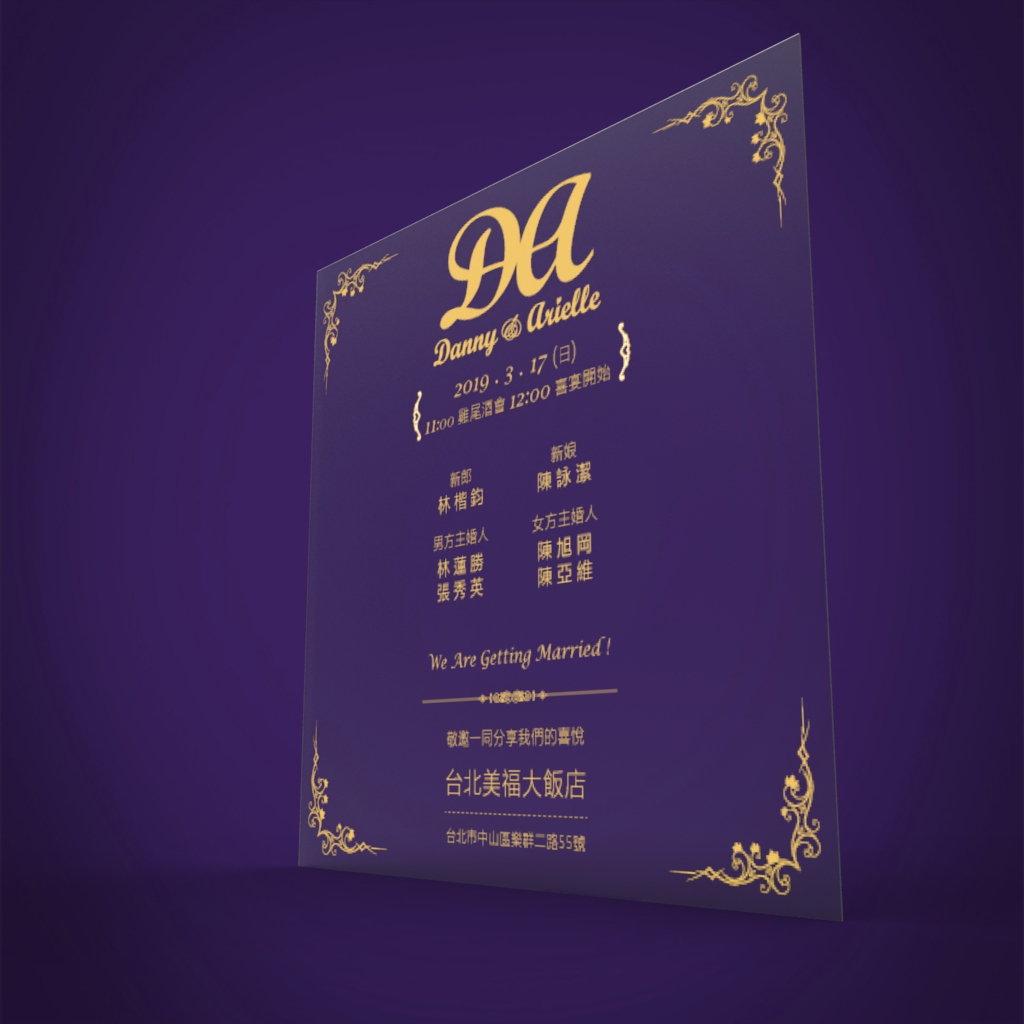 DA
Danny & Arielle
2019 . 3 . 17 (日)
11:00 雞尾酒會 12:00 喜宴開始
新郎 新娘
林楷鈞 陳詠潔
男方主婚人 女方主婚人
林蓮勝 陳旭岡
張秀英 陳亞維
We Are Getting Married !
敬邀一同分享我們的喜悅
台北美福大飯店
台北市中山區樂群二路55號